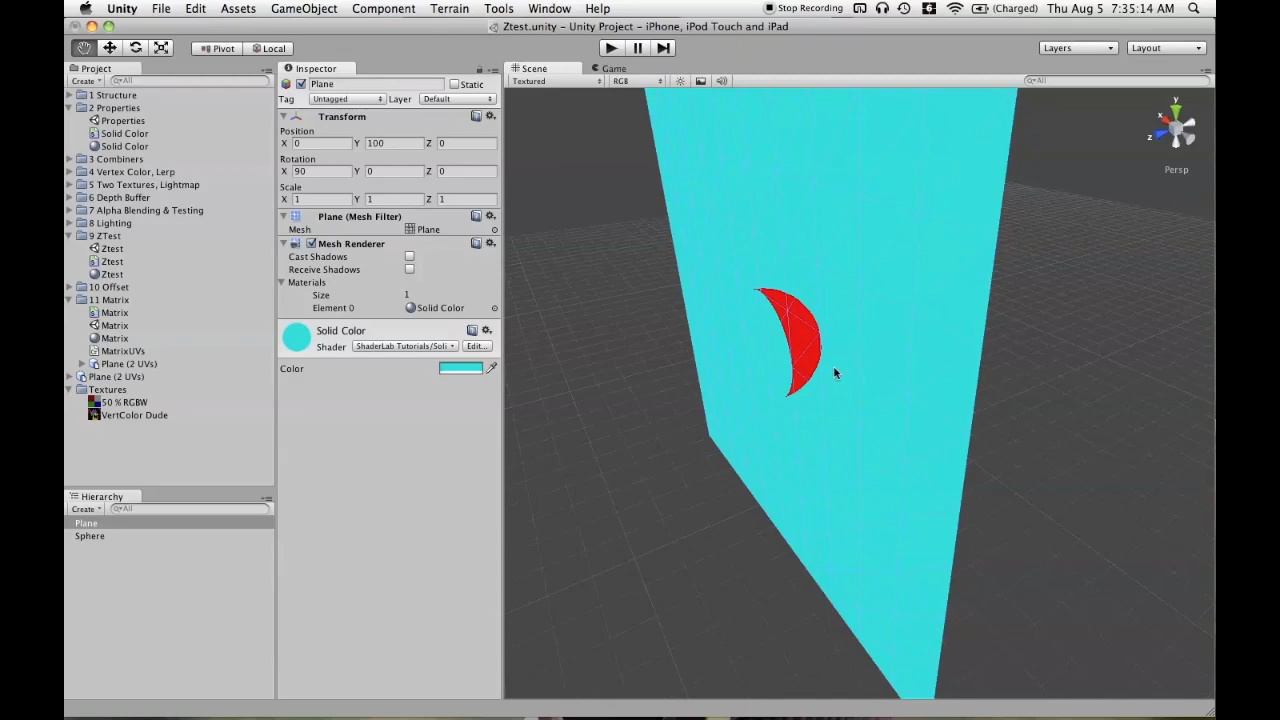 Unity File Edit Assets GameObject Component Terrain Tools Window Help Stop Recording 6 (Charged) Thu Aug 5 7:35:14 AM
Ztest.unity - Unity Project - iPhone, iPod Touch and iPad
Pivot Local Layers Layout
Project Inspector Scene Game
Create All
Textured RGB All
1 Structure
2 Properties
Properties
Solid Color
Solid Color
3 Combiners
4 Vertex Color, Lerp
5 Two Textures, Lightmap
6 Depth Buffer
7 Alpha Blending & Testing
8 Lighting
9 ZTest
Ztest
Ztest
Ztest
10 Offset
11 Matrix
Matrix
Matrix
Matrix
MatrixUVs
Plane (2 UVs)
Plane (2 UVs)
Textures
50 % RGBW
VertColor Dude
Hierarchy
Create All
Plane
Sphere
Plane Static
Tag Untagged Layer Default
Transform
Position
X 0 Y 100 Z 0
Rotation
X 90 Y 0 Z 0
Scale
X 1 Y 1 Z 1
Plane (Mesh Filter)
Mesh Plane
Mesh Renderer
Cast Shadows
Receive Shadows
Materials
Size 1
Element 0 Solid Color
Solid Color
Shader ShaderLab Tutorials/Soli Edit...
Color
y
x
z
Persp